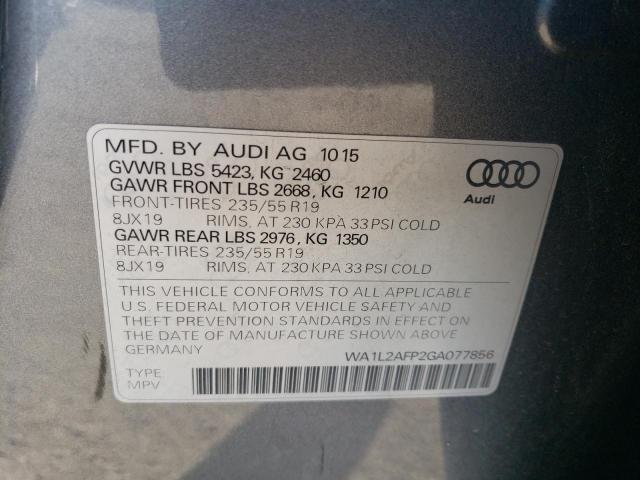 MFD. BY AUDI AG 1015
GVWR LBS 5423, KG 2460
GAWR FRONT LBS 2668, KG 1210
FRONT-TIRES 235/55 R19
8JX19 RIMS, AT 230 KPA 33 PSI COLD
GAWR REAR LBS 2976, KG 1350
REAR-TIRES 235/55 R19
8JX19 RIMS, AT 230 KPA 33 PSI COLD
Audi
THIS VEHICLE CONFORMS TO ALL APPLICABLE
U.S. FEDERAL MOTOR VEHICLE SAFETY AND
THEFT PREVENTION STANDARDS IN EFFECT ON
THE DATE OF MANUFACTURE SHOWN ABOVE.
GERMANY
WA1L2AFP2GA077856
TYPE:
MPV